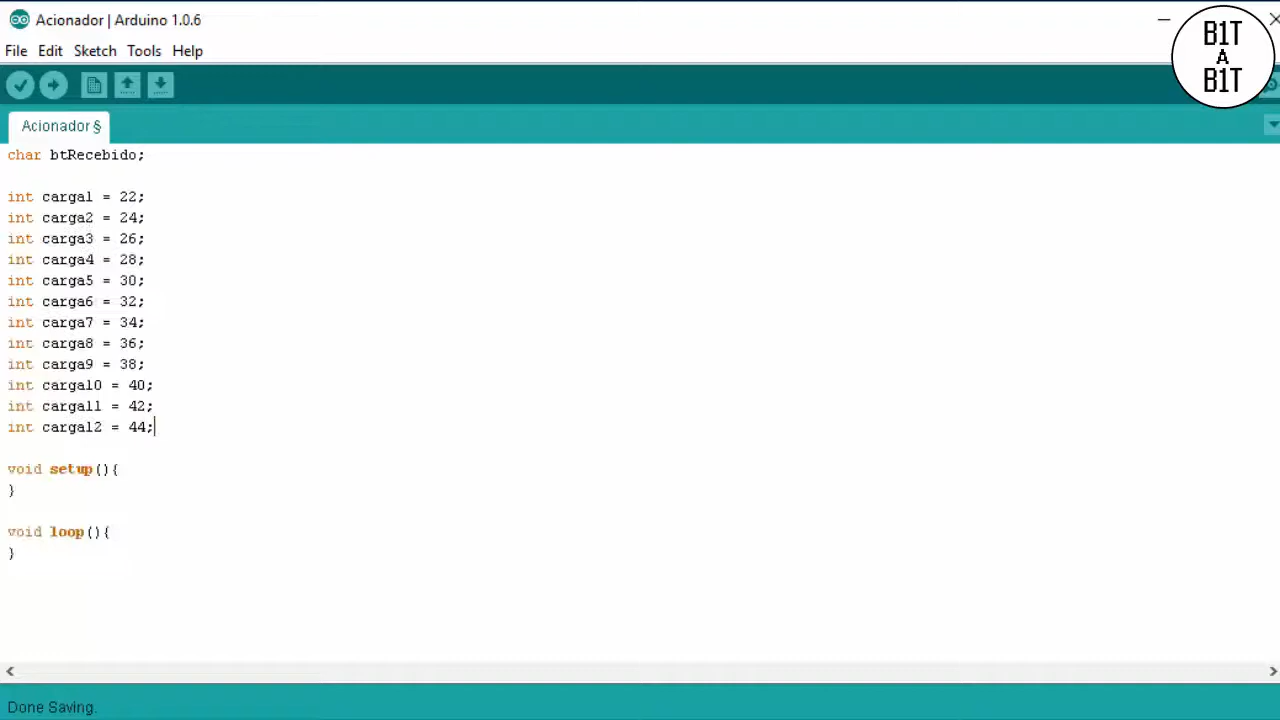 Acionador | Arduino 1.0.6
B1T
A
B1T
File Edit Sketch Tools Help
Acionador §
char btRecebido;
int carga1 = 22;
int carga2 = 24;
int carga3 = 26;
int carga4 = 28;
int carga5 = 30;
int carga6 = 32;
int carga7 = 34;
int carga8 = 36;
int carga9 = 38;
int carga10 = 40;
int carga11 = 42;
int carga12 = 44;
void setup(){
}
void loop(){
}
Done Saving.